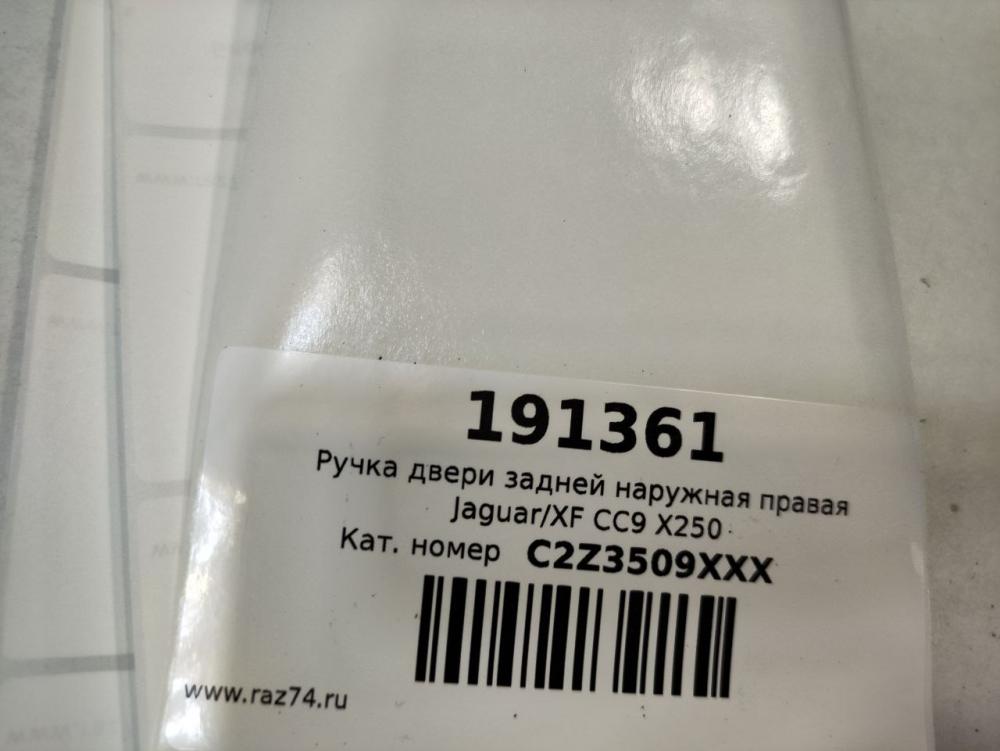 191361
Ручка двери задней наружная правая
Jaguar/XF CC9 X250
Кат. номер C2Z3509XXX
www.raz74.ru